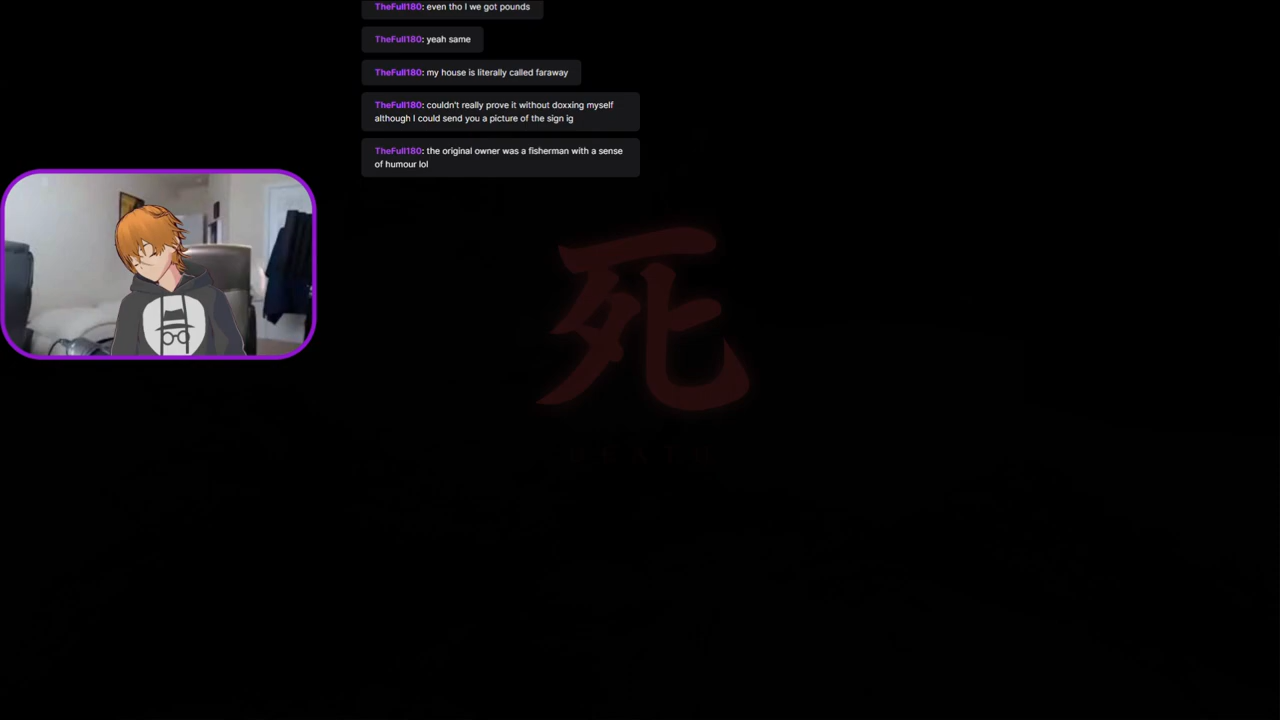 TheFull180: even tho I we got pounds
TheFull180: yeah same
TheFull180: my house is literally called faraway
TheFull180: couldn't really prove it without doxxing myself
although I could send you a picture of the sign ig
TheFull180: the original owner was a fisherman with a sense
of humour lol
死
DEATH